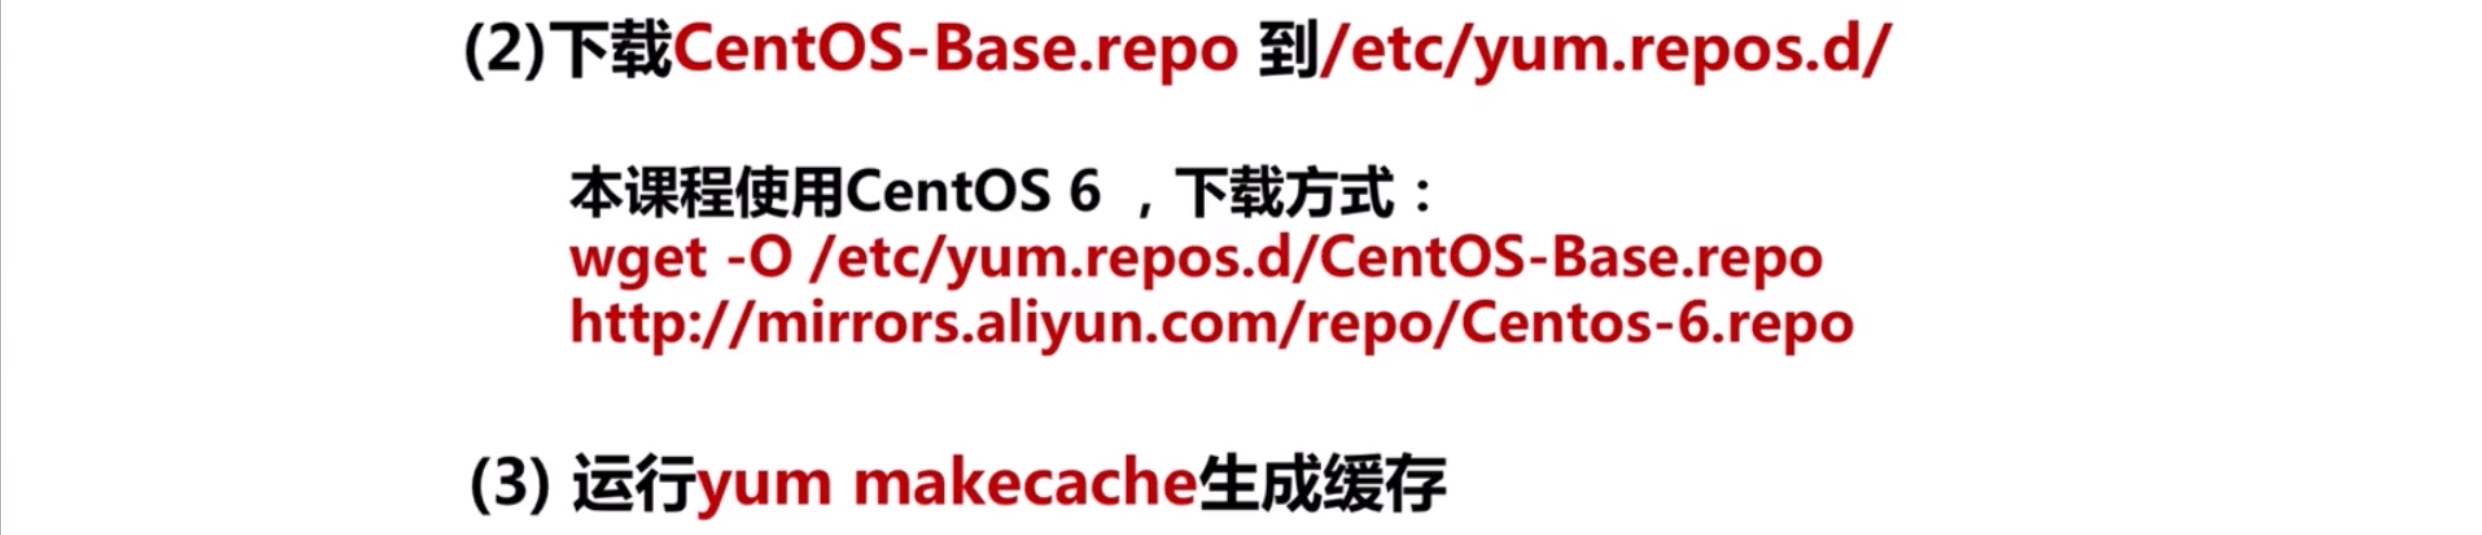 (2)下载CentOS-Base.repo 到/etc/yum.repos.d/
本课程使用CentOS 6 ，下载方式：
wget -O /etc/yum.repos.d/CentOS-Base.repo
http://mirrors.aliyun.com/repo/Centos-6.repo
(3) 运行yum makecache生成缓存